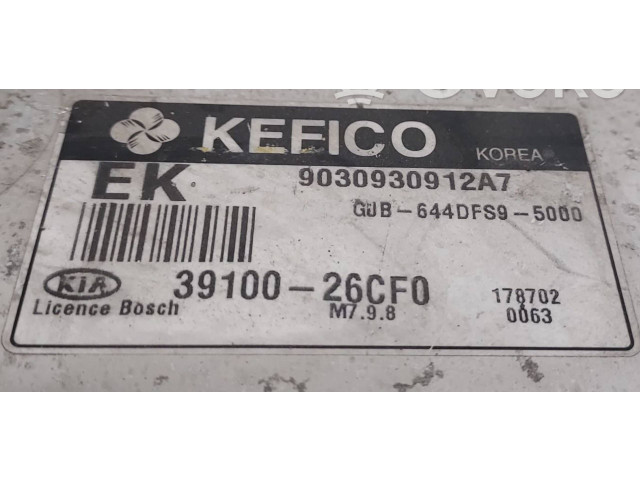 KEFICO KOREA
EK 9030930912A7
GUB-644DFS9-5000
KIA 39100-26CF0 178702
Licence Bosch M7.9.8 0063